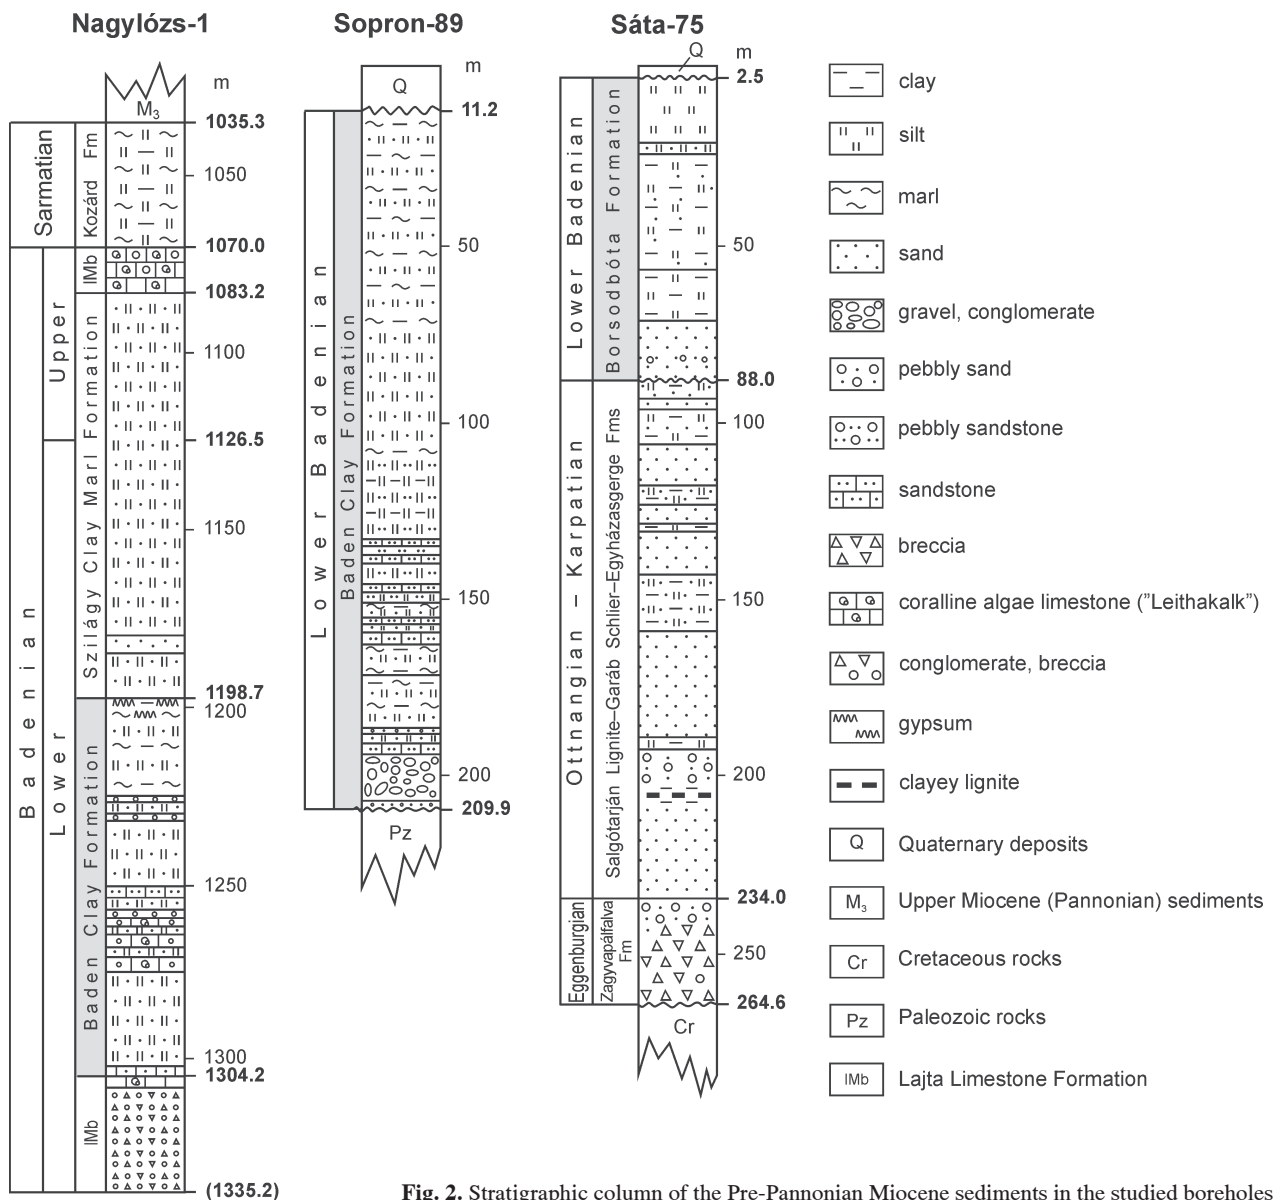 Nagylózs-1
m
M3
1035.3
1050
1070.0
1083.2
1100
1126.5
1150
1198.7
1200
1250
1300
1304.2
(1335.2)
Sarmatian
Kozárd Fm
Badenian
Upper
Lower
lMb
Szilágy Clay Marl Formation
Baden Clay Formation
lMb
Sopron-89
m
Q
11.2
50
100
150
200
209.9
Pz
Lower Badenian
Baden Clay Formation
Sáta-75
Q
m
2.5
50
88.0
100
150
200
234.0
250
264.6
Cr
Lower Badenian
Borsodbóta Formation
Ottnangian – Karpatian
Salgótarján Lignite–Garáb Schlier–Egyházasgerge Fms
Eggenburgian
Zagyvapálfalva
Fm
clay
silt
marl
sand
gravel, conglomerate
pebbly sand
pebbly sandstone
sandstone
breccia
coralline algae limestone (”Leithakalk”)
conglomerate, breccia
gypsum
clayey lignite
Q Quaternary deposits
M3 Upper Miocene (Pannonian) sediments
Cr Cretaceous rocks
Pz Paleozoic rocks
lMb Lajta Limestone Formation
Fig. 2. Stratigraphic column of the Pre-Pannonian Miocene sediments in the studied boreholes